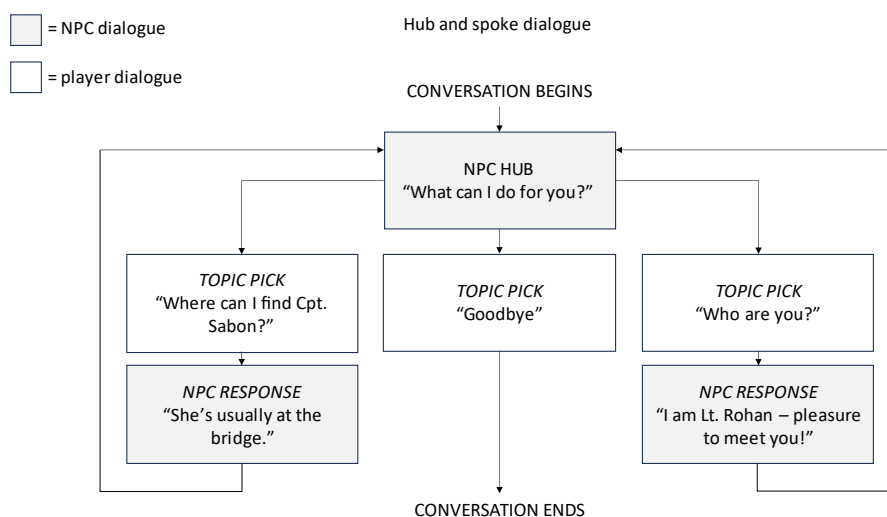 = NPC dialogue
Hub and spoke dialogue
= player dialogue
CONVERSATION BEGINS
NPC HUB
“What can I do for you?”
TOPIC PICK
“Where can I find Cpt.
Sabon?”
TOPIC PICK
“Goodbye”
TOPIC PICK
“Who are you?”
NPC RESPONSE
“She’s usually at the
bridge.”
NPC RESPONSE
“I am Lt. Rohan – pleasure
to meet you!”
CONVERSATION ENDS